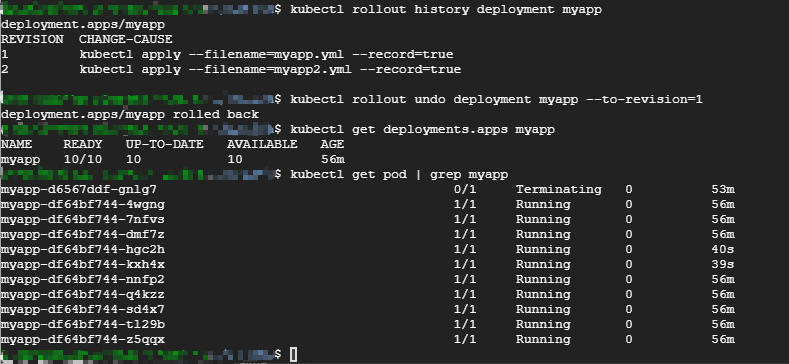 $ kubectl rollout history deployment myapp
deployment.apps/myapp
REVISION  CHANGE-CAUSE
1         kubectl apply --filename=myapp.yml --record=true
2         kubectl apply --filename=myapp2.yml --record=true
$ kubectl rollout undo deployment myapp --to-revision=1
deployment.apps/myapp rolled back
$ kubectl get deployments.apps myapp
NAME    READY   UP-TO-DATE   AVAILABLE   AGE
myapp   10/10   10           10          56m
$ kubectl get pod | grep myapp
myapp-d6567ddf-gnlg7    0/1     Terminating   0          53m
myapp-df64bf744-4wgng   1/1     Running       0          56m
myapp-df64bf744-7nfvs   1/1     Running       0          56m
myapp-df64bf744-dmf7z   1/1     Running       0          56m
myapp-df64bf744-hgc2h   1/1     Running       0          40s
myapp-df64bf744-kxh4x   1/1     Running       0          39s
myapp-df64bf744-nnfp2   1/1     Running       0          56m
myapp-df64bf744-q4kzz   1/1     Running       0          56m
myapp-df64bf744-sd4x7   1/1     Running       0          56m
myapp-df64bf744-tl29b   1/1     Running       0          56m
myapp-df64bf744-z5qqx   1/1     Running       0          56m
$